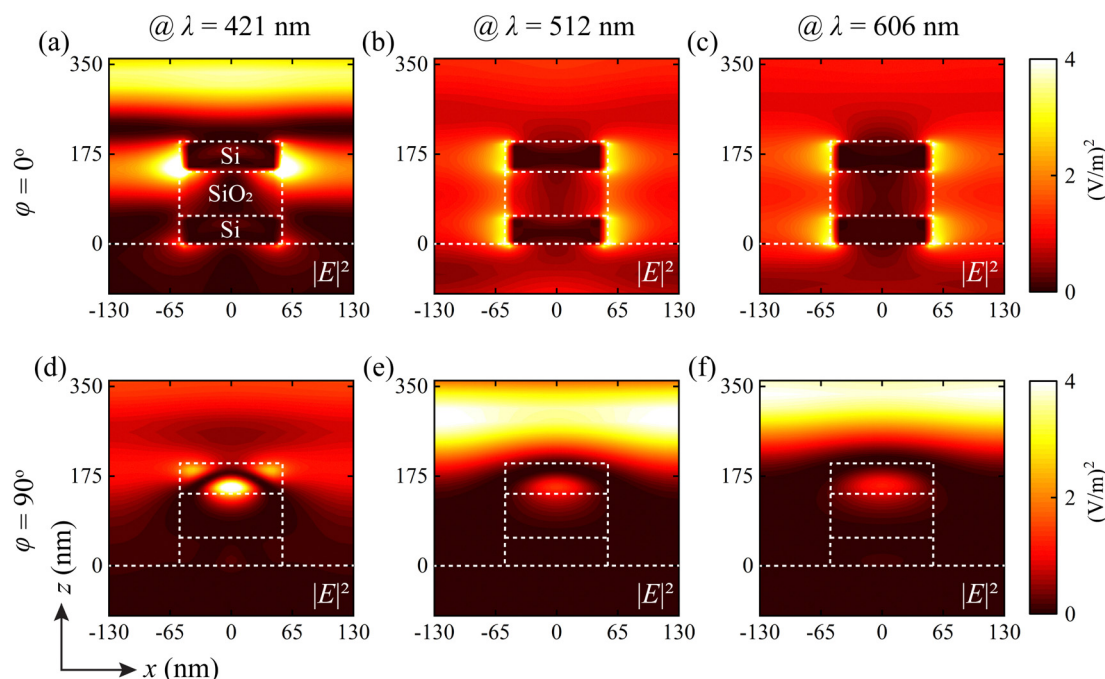 @ λ = 421 nm
@ λ = 512 nm
@ λ = 606 nm
(a)
(b)
(c)
φ = 0°
350
175
0
Si
SiO₂
Si
|E|²
-130 -65 0 65 130
350
175
0
|E|²
-130 -65 0 65 130
350
175
0
|E|²
-130 -65 0 65 130
4
2
0
(V/m)²
(d)
(e)
(f)
φ = 90°
350
175
0
|E|²
-130 -65 0 65 130
350
175
0
|E|²
-130 -65 0 65 130
350
175
0
|E|²
-130 -65 0 65 130
4
2
0
(V/m)²
z (nm)
x (nm)